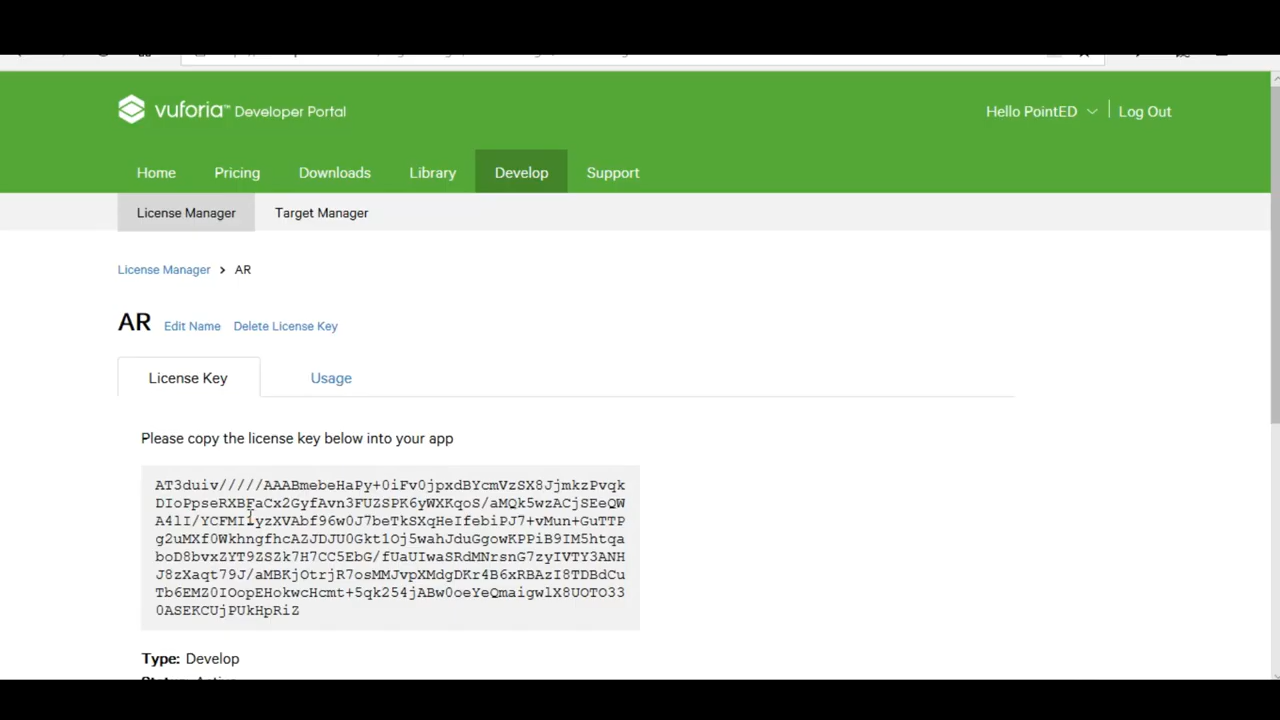 vuforia™ Developer Portal
Hello PointED
Log Out
Home Pricing Downloads Library Develop Support
License Manager Target Manager
License Manager > AR
AR Edit Name Delete License Key
License Key Usage
Please copy the license key below into your app
AT3duiv/////AAABmebeHaPy+0iFv0jpxdBYcmVzSX8JjmkzPvqk
DIoPpseRXBFaCx2GyfAvn3FUZSPK6yWXKqoS/aMQk5wzACjSEeQW
A4lI/YCFMI1yzXVAbf96w0J7beTkSXqHeIfebiPJ7+vMun+GuTTP
g2uMXf0WkhngfhcAZJDJU0Gkt1Oj5wahJduGgowKPPiB9IM5htqa
boD8bvxZYT9ZSZk7H7CC5EbG/fUaUIwaSRdMNrsnG7zyIVTY3ANH
J8zXaqt79J/aMBKjOtrjR7osMMJvpXMdgDKr4B6xRBAzI8TDBdCu
Tb6EMZ0IOopEHokwcHcmt+5qk254jABw0oeYeQmaigwlX8UOTO33
0ASEKCUjPUkHpRiZ
Type: Develop